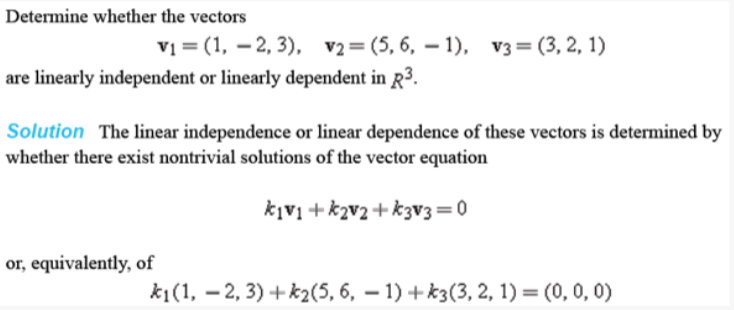 Determine whether the vectors
v₁ = (1, − 2, 3), v₂ = (5, 6, − 1), v₃ = (3, 2, 1)
are linearly independent or linearly dependent in R³.
Solution The linear independence or linear dependence of these vectors is determined by
whether there exist nontrivial solutions of the vector equation
k₁v₁ + k₂v₂ + k₃v₃ = 0
or, equivalently, of
k₁(1, − 2, 3) + k₂(5, 6, − 1) + k₃(3, 2, 1) = (0, 0, 0)